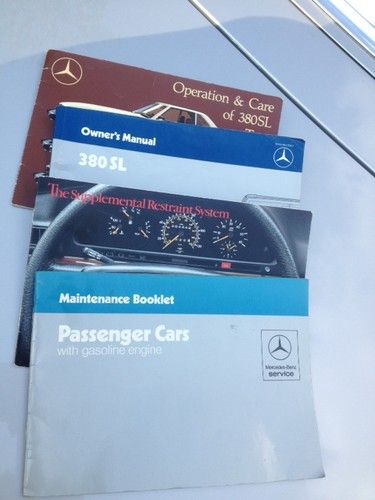 Operation & Care
of 380SL
Owner's Manual
380 SL
The Supplemental Restraint System
Maintenance Booklet
Passenger Cars
with gasoline engine
Mercedes-Benz
service